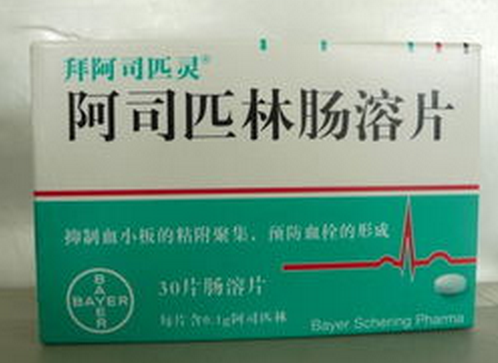 拜阿司匹灵®
阿司匹林肠溶片
抑制血小板的粘附聚集，预防血栓的形成
BAYER
BAYER
30片肠溶片
每片含0.1g阿司匹林
Bayer Schering Pharma